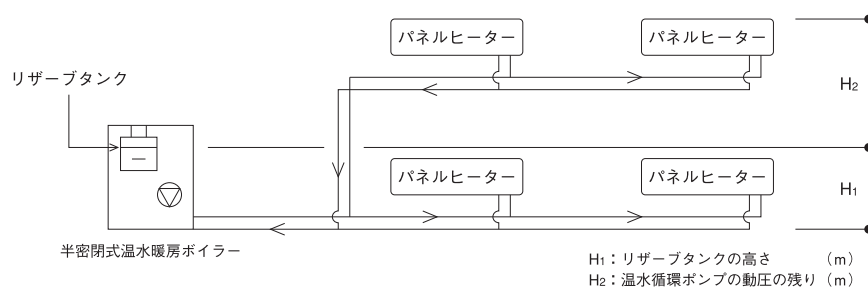 パネルヒーター
パネルヒーター
リザーブタンク
H₂
パネルヒーター
パネルヒーター
H₁
半密閉式温水暖房ボイラー
H₁：リザーブタンクの高さ （m）
H₂：温水循環ポンプの動圧の残り（m）